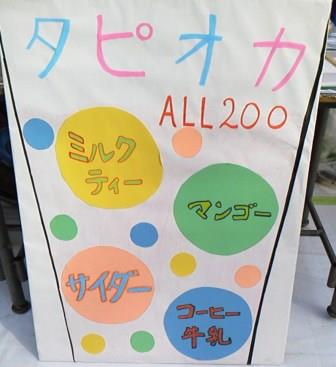 タピオカ
ALL200
ミルク
ティー
マンゴー
サイダー
コーヒー
牛乳